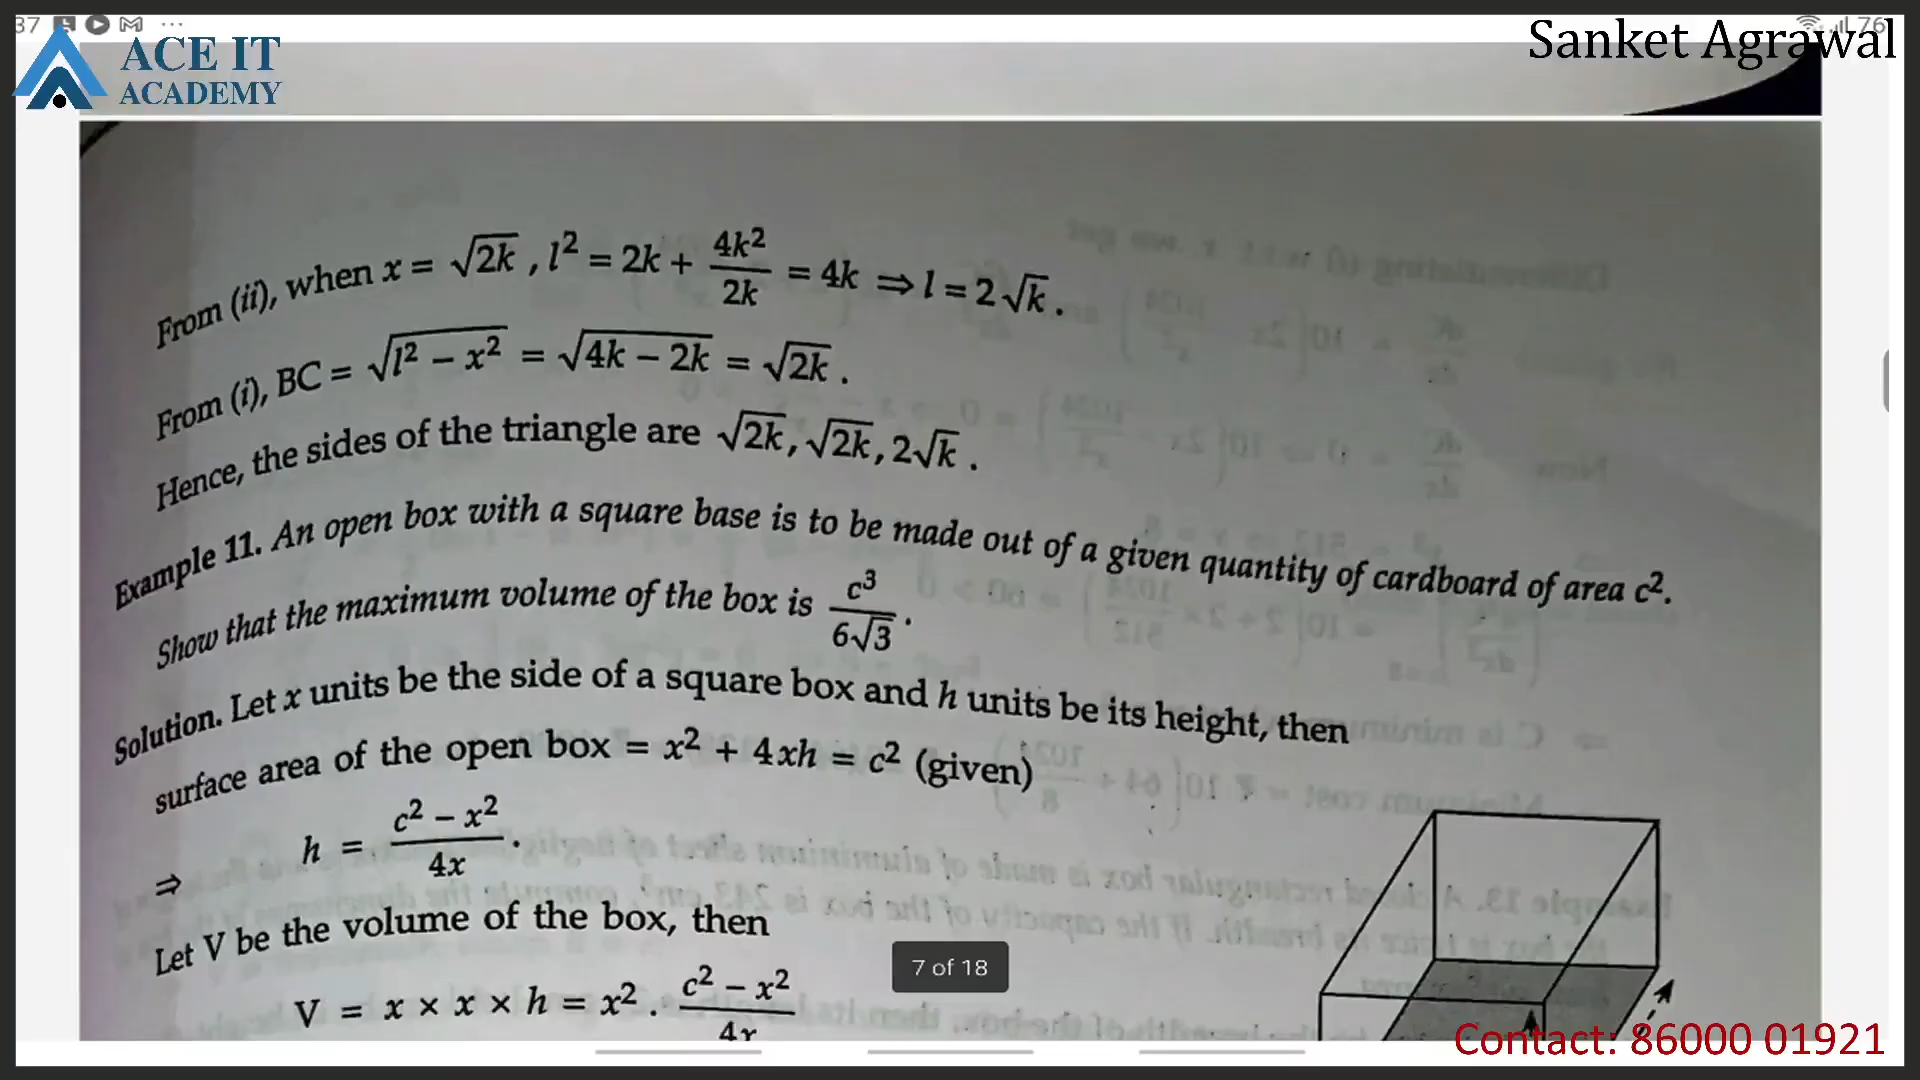 37
76
ACE IT
ACADEMY
Sanket Agrawal
From (ii), when x = √2k , l² = 2k + 4k²/2k = 4k ⇒ l = 2√k .
From (i), BC = √l² – x² = √4k – 2k = √2k .
Hence, the sides of the triangle are √2k, √2k, 2√k .
Example 11. An open box with a square base is to be made out of a given quantity of cardboard of area c².
Show that the maximum volume of the box is c³/6√3 .
Solution. Let x units be the side of a square box and h units be its height, then
surface area of the open box = x² + 4xh = c² (given)
⇒ h = c² – x²/4x .
Let V be the volume of the box, then
V = x × x × h = x² . c² – x²/4x
7 of 18
Contact: 86000 01921